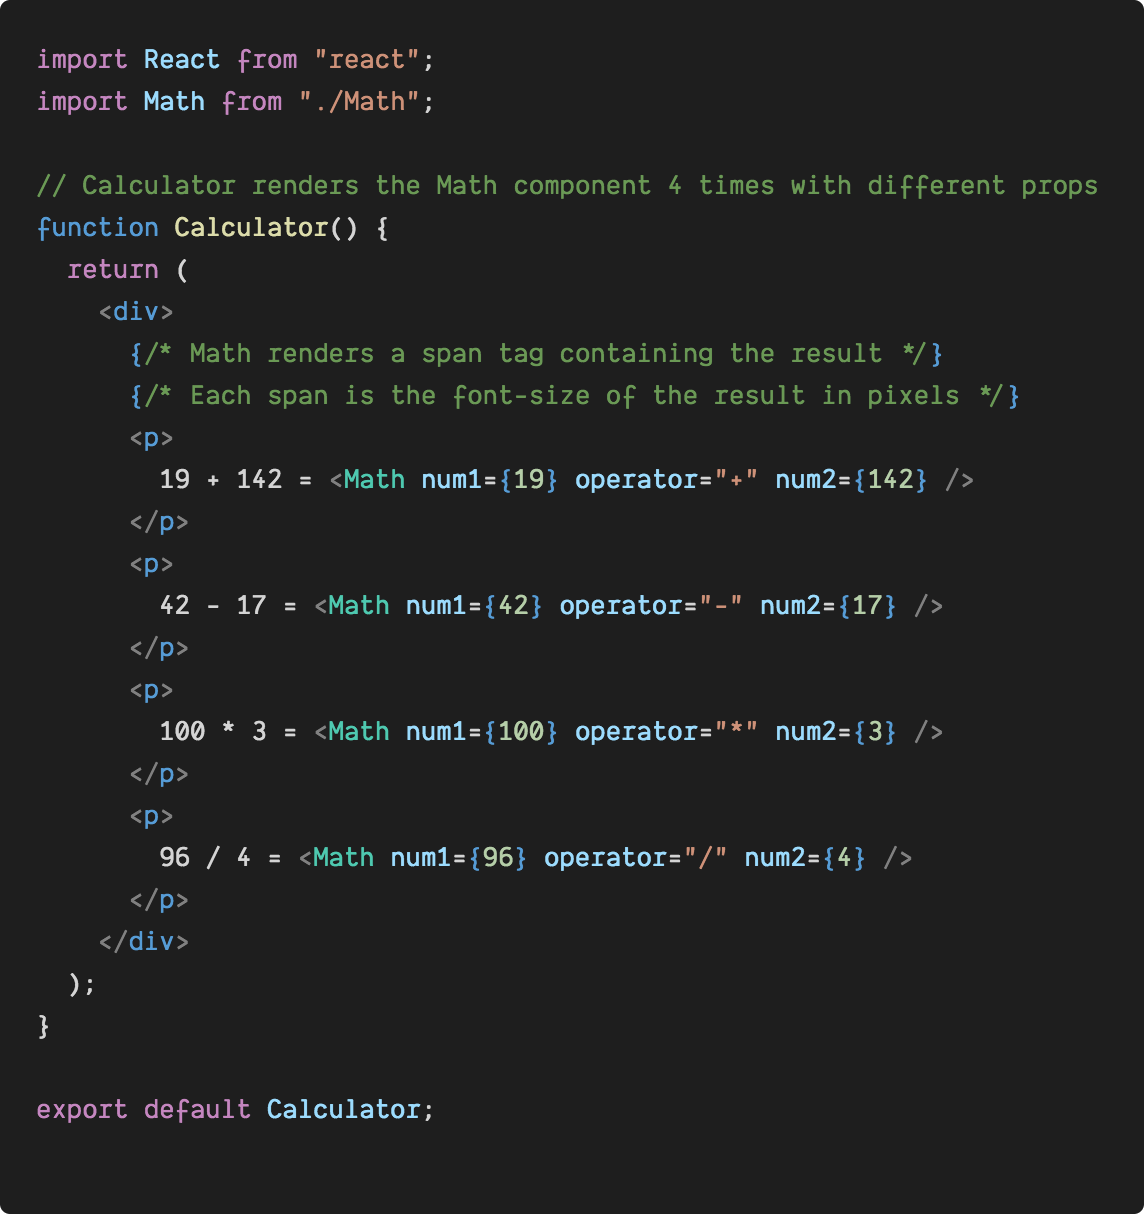 import React from "react";
import Math from "./Math";

// Calculator renders the Math component 4 times with different props
function Calculator() {
  return (
    <div>
      {/* Math renders a span tag containing the result */}
      {/* Each span is the font-size of the result in pixels */}
      <p>
        19 + 142 = <Math num1={19} operator="+" num2={142} />
      </p>
      <p>
        42 - 17 = <Math num1={42} operator="-" num2={17} />
      </p>
      <p>
        100 * 3 = <Math num1={100} operator="*" num2={3} />
      </p>
      <p>
        96 / 4 = <Math num1={96} operator="/" num2={4} />
      </p>
    </div>
  );
}

export default Calculator;